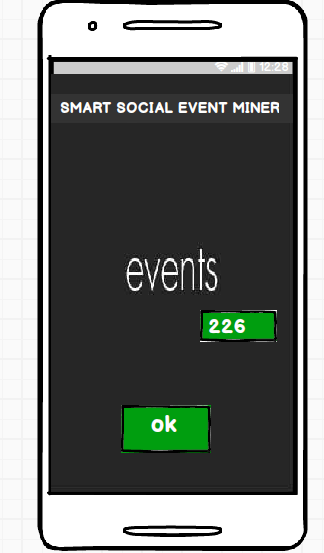 12:28
SMART SOCIAL EVENT MINER
events
226
ok